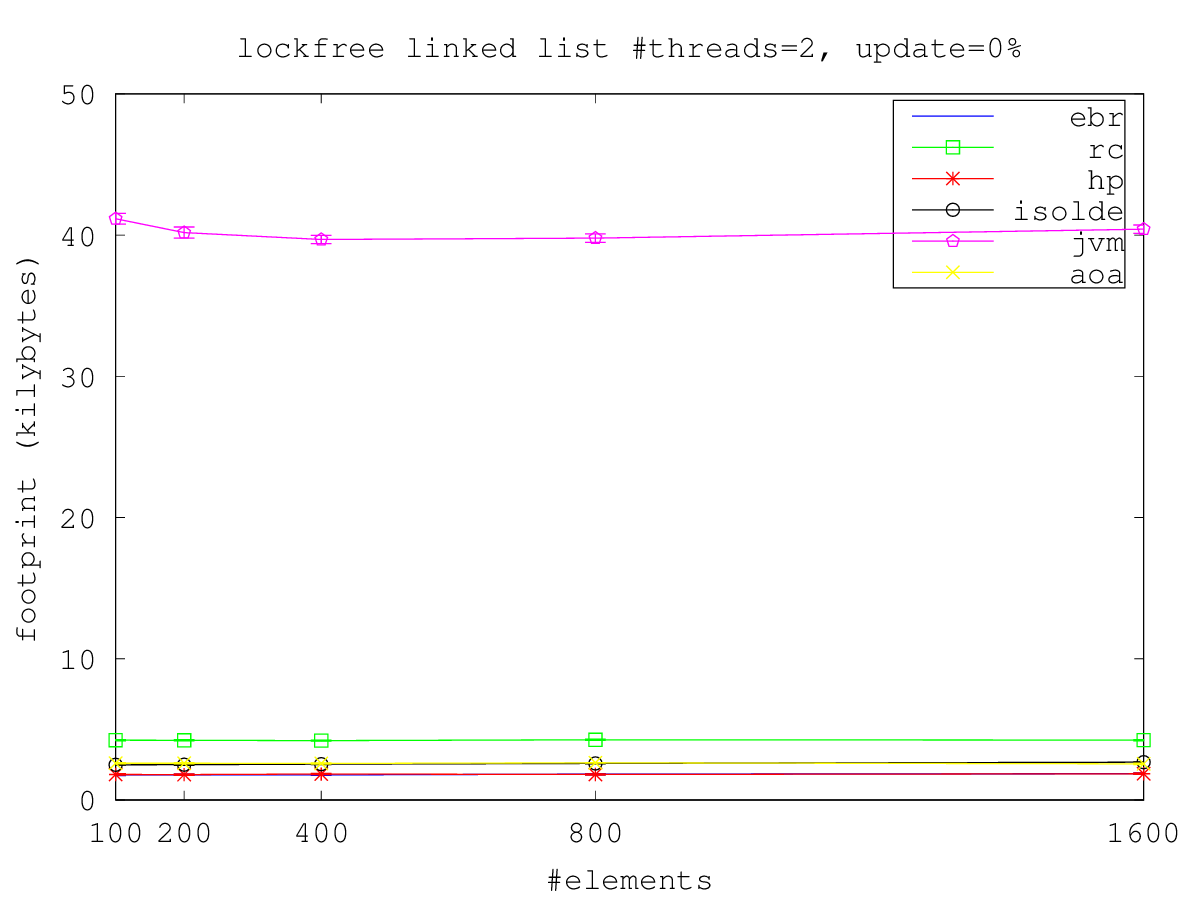 lockfree linked list #threads=2, update=0%
50
40
30
20
10
0
footprint (kilybytes)
ebr
rc
hp
isolde
jvm
aoa
100 200 400 800 1600
#elements